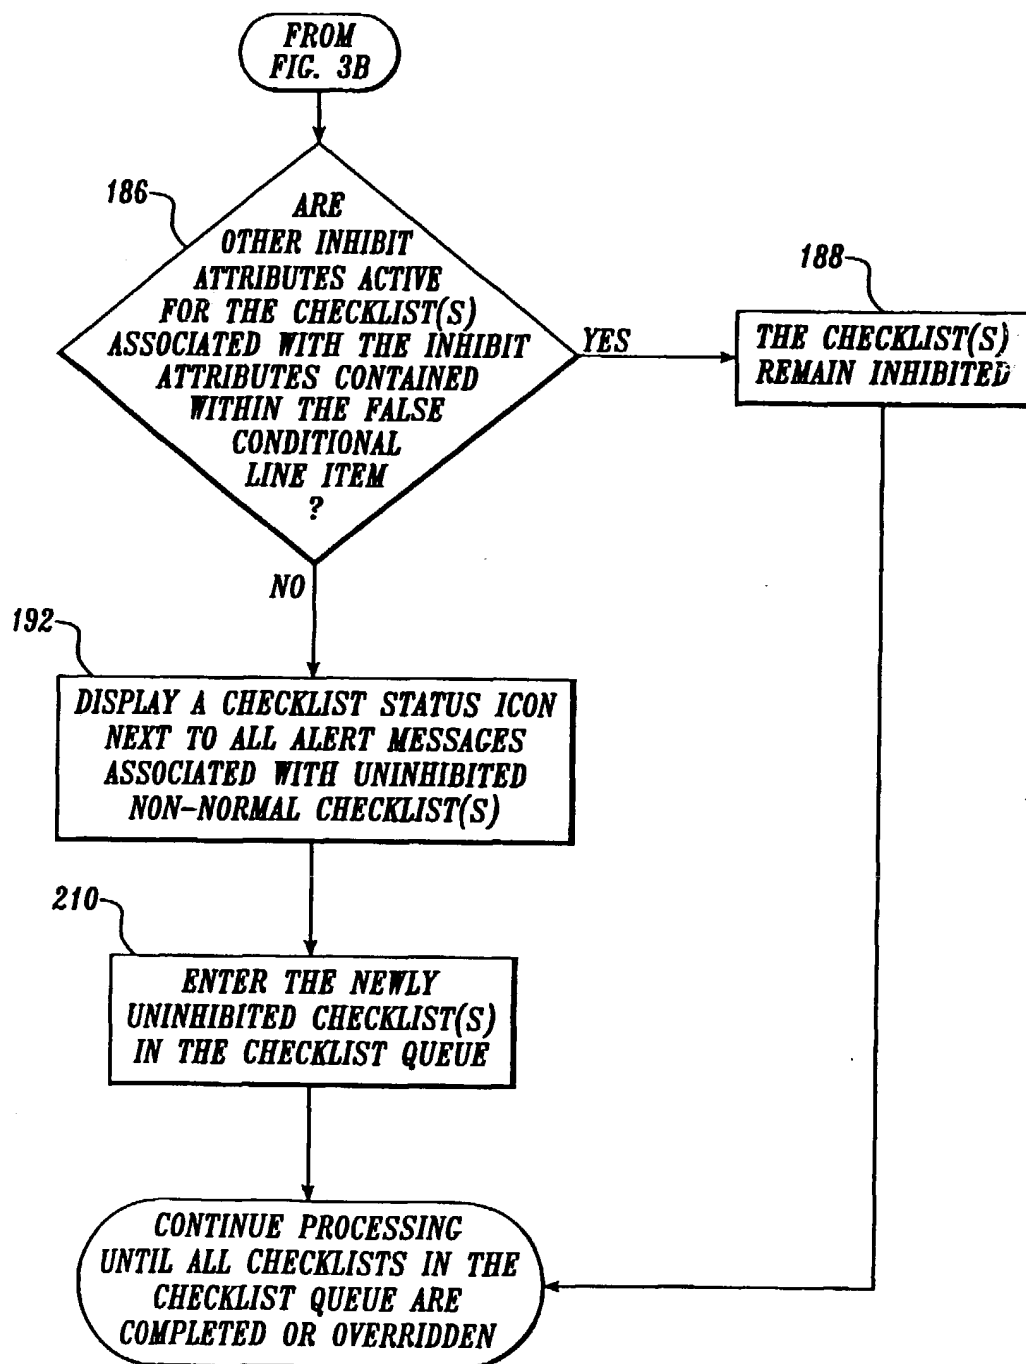 FROM
FIG. 3B
186
ARE
OTHER INHIBIT
ATTRIBUTES ACTIVE
FOR THE CHECKLIST(S)
ASSOCIATED WITH THE INHIBIT
ATTRIBUTES CONTAINED
WITHIN THE FALSE
CONDITIONAL
LINE ITEM
?
YES
188
THE CHECKLIST(S)
REMAIN INHIBITED
NO
192
DISPLAY A CHECKLIST STATUS ICON
NEXT TO ALL ALERT MESSAGES
ASSOCIATED WITH UNINHIBITED
NON-NORMAL CHECKLIST(S)
210
ENTER THE NEWLY
UNINHIBITED CHECKLIST(S)
IN THE CHECKLIST QUEUE
CONTINUE PROCESSING
UNTIL ALL CHECKLISTS IN THE
CHECKLIST QUEUE ARE
COMPLETED OR OVERRIDDEN